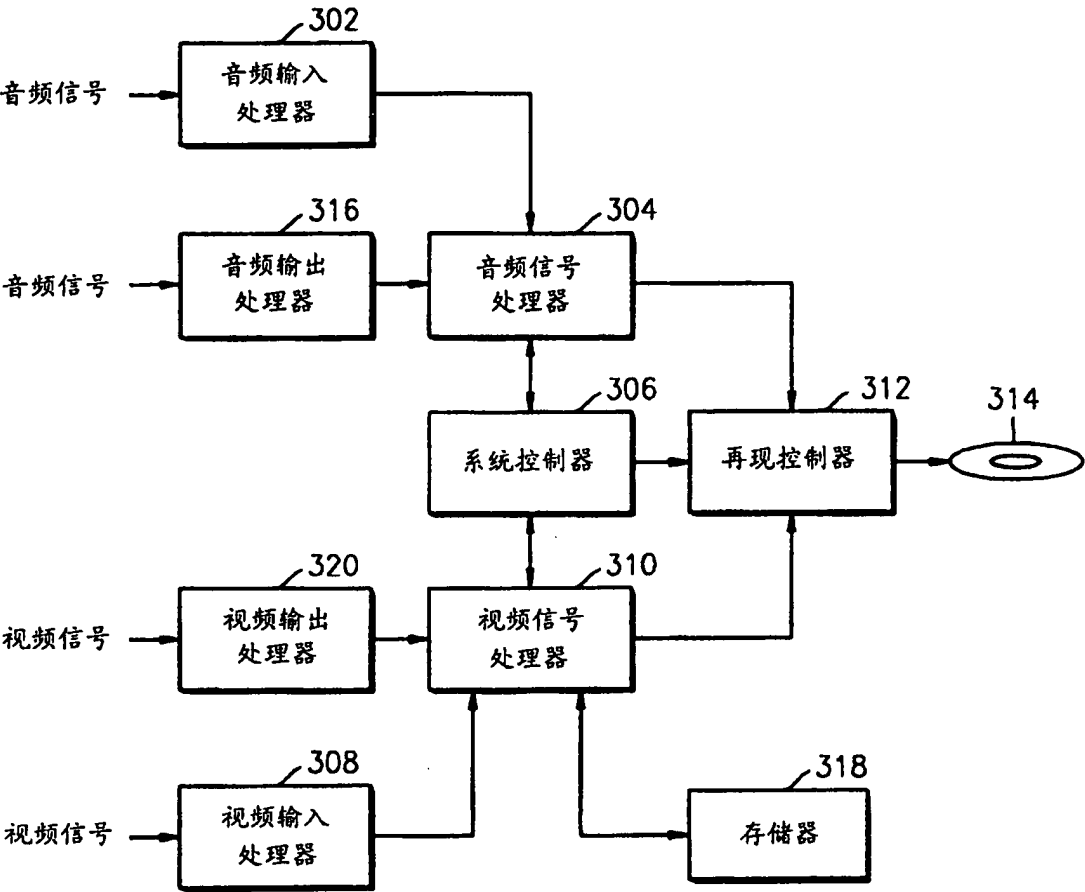 302
音频信号
音频输入
处理器
316
304
音频信号
音频输出
处理器
音频信号
处理器
306
312
314
系统控制器
再现控制器
320
310
视频信号
视频输出
处理器
视频信号
处理器
308
318
视频信号
视频输入
处理器
存储器